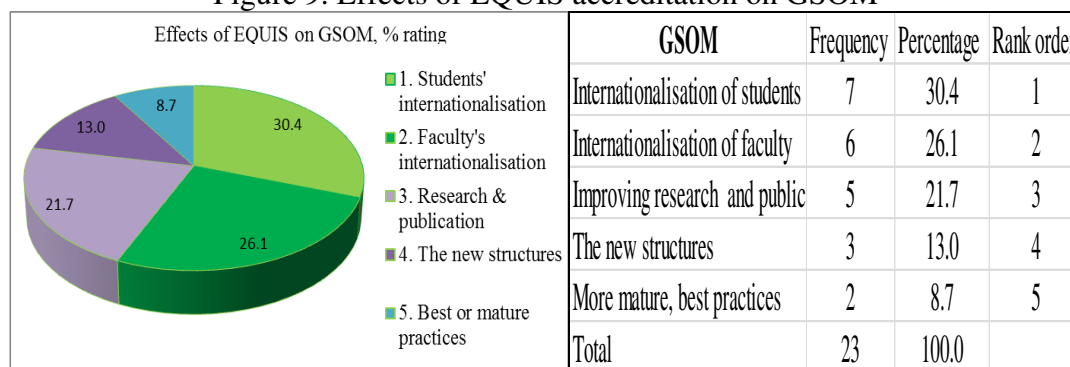 Figure 9. Effects of EQUIS accreditation on GSOM
Effects of EQUIS on GSOM, % rating
30.4
26.1
21.7
13.0
8.7
1. Students'
internationalisation
2. Faculty's
internationalisation
3. Research &
publication
4. The new structures
5. Best or mature
practices
GSOM Frequency Percentage Rank order
Internationalisation of students 7 30.4 1
Internationalisation of faculty 6 26.1 2
Improving research and public 5 21.7 3
The new structures 3 13.0 4
More mature, best practices 2 8.7 5
Total 23 100.0